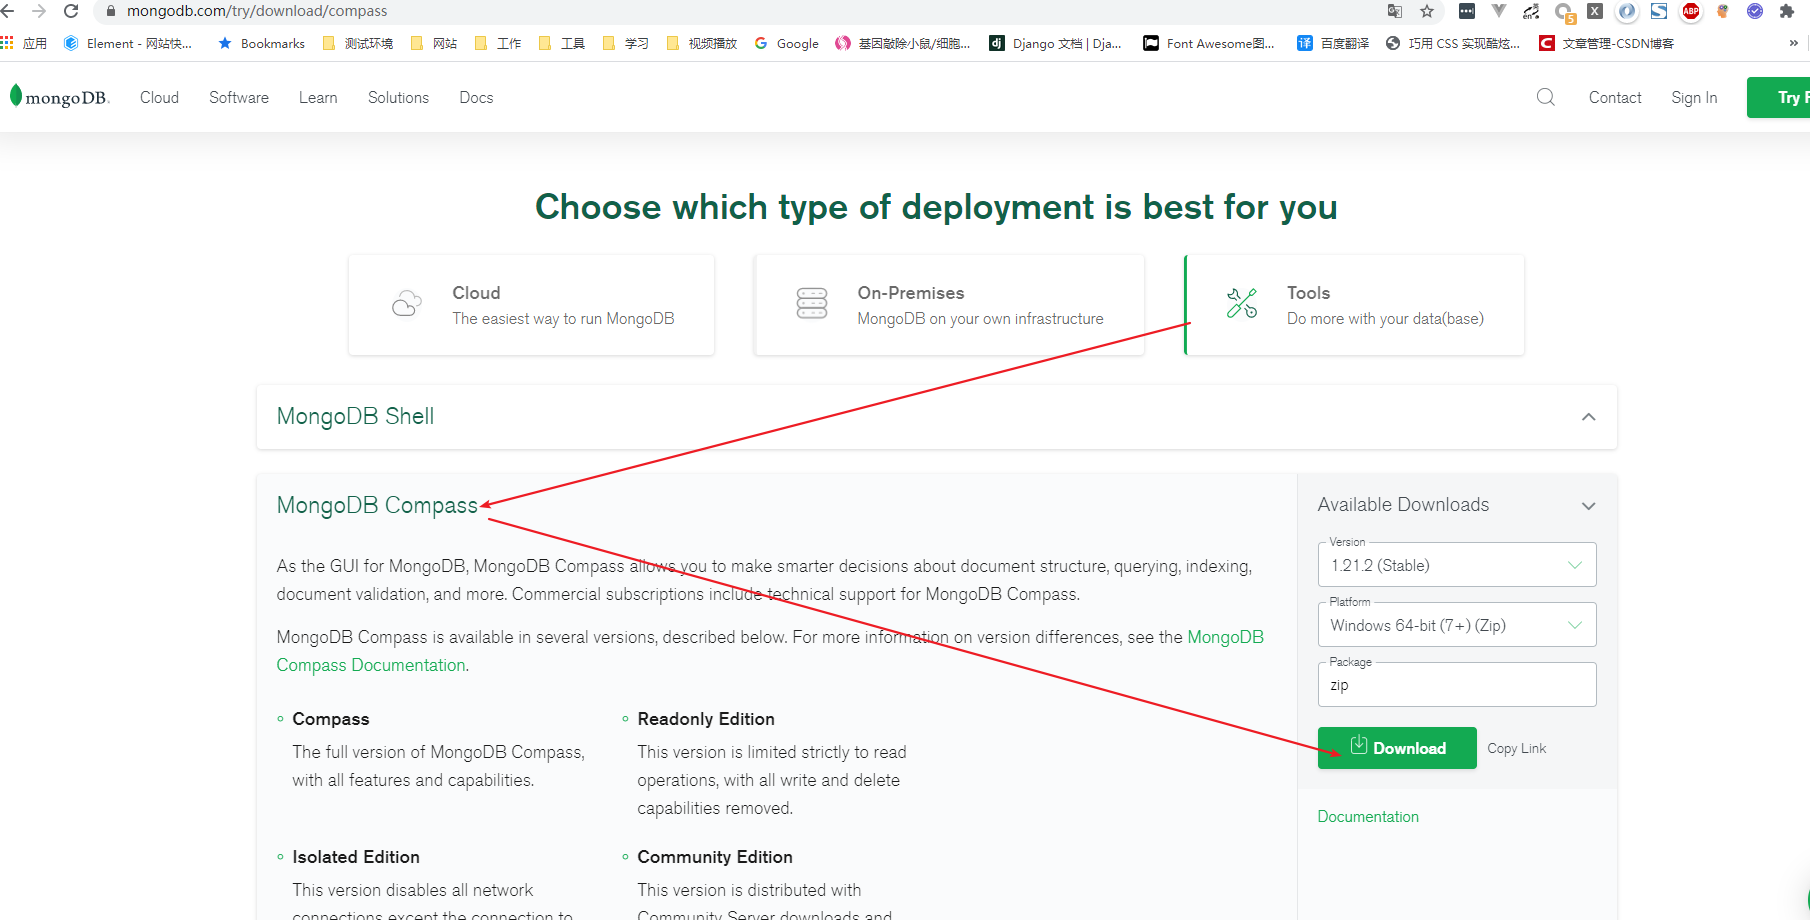 mongodb.com/try/download/compass
5
X
ABP
应用
Element - 网站快...
Bookmarks
测试环境
网站
工作
工具
学习
视频播放
Google
基因敲除小鼠/细胞...
dj
Django 文档 | Dja...
Font Awesome图...
译
百度翻译
巧用 CSS 实现酷炫...
C
文章管理-CSDN博客
»
mongoDB.
Cloud
Software
Learn
Solutions
Docs
Contact
Sign In
Try F
Choose which type of deployment is best for you
Cloud
The easiest way to run MongoDB
On-Premises
MongoDB on your own infrastructure
Tools
Do more with your data(base)
MongoDB Shell
MongoDB Compass
As the GUI for MongoDB, MongoDB Compass allows you to make smarter decisions about document structure, querying, indexing,
document validation, and more. Commercial subscriptions include technical support for MongoDB Compass.
MongoDB Compass is available in several versions, described below. For more information on version differences, see the MongoDB
Compass Documentation.
Compass
The full version of MongoDB Compass,
with all features and capabilities.
Readonly Edition
This version is limited strictly to read
operations, with all write and delete
capabilities removed.
Isolated Edition
This version disables all network
connections except the connection to
Community Edition
This version is distributed with
Community Server downloads and
Available Downloads
Version
1.21.2 (Stable)
Platform
Windows 64-bit (7+) (Zip)
Package
zip
Download
Copy Link
Documentation